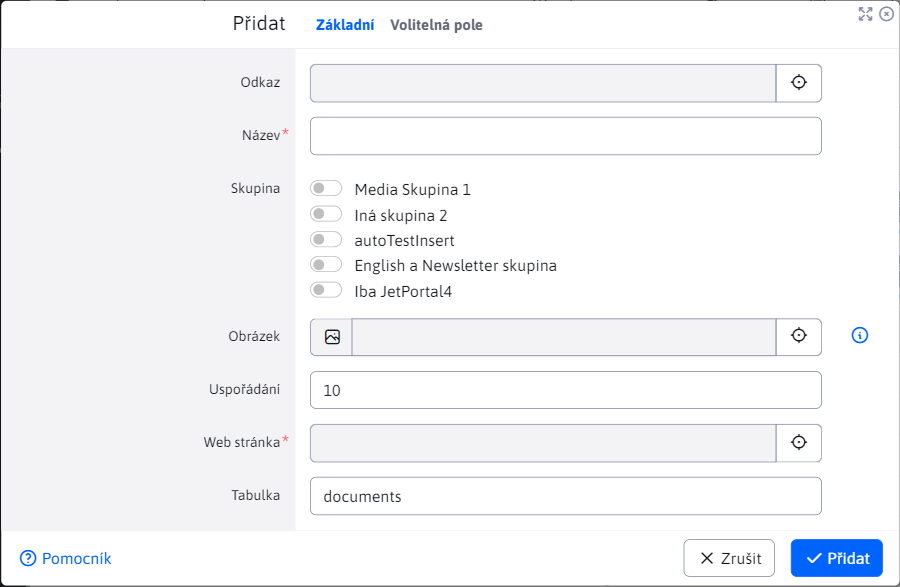 Přidat Základní Volitelná pole
Odkaz
Název*
Skupina
Media Skupina 1
Iná skupina 2
autoTestInsert
English a Newsletter skupina
Iba JetPortal4
Obrázek
Uspořádání 10
Web stránka*
Tabulka documents
Pomocník Zrušit Přidat